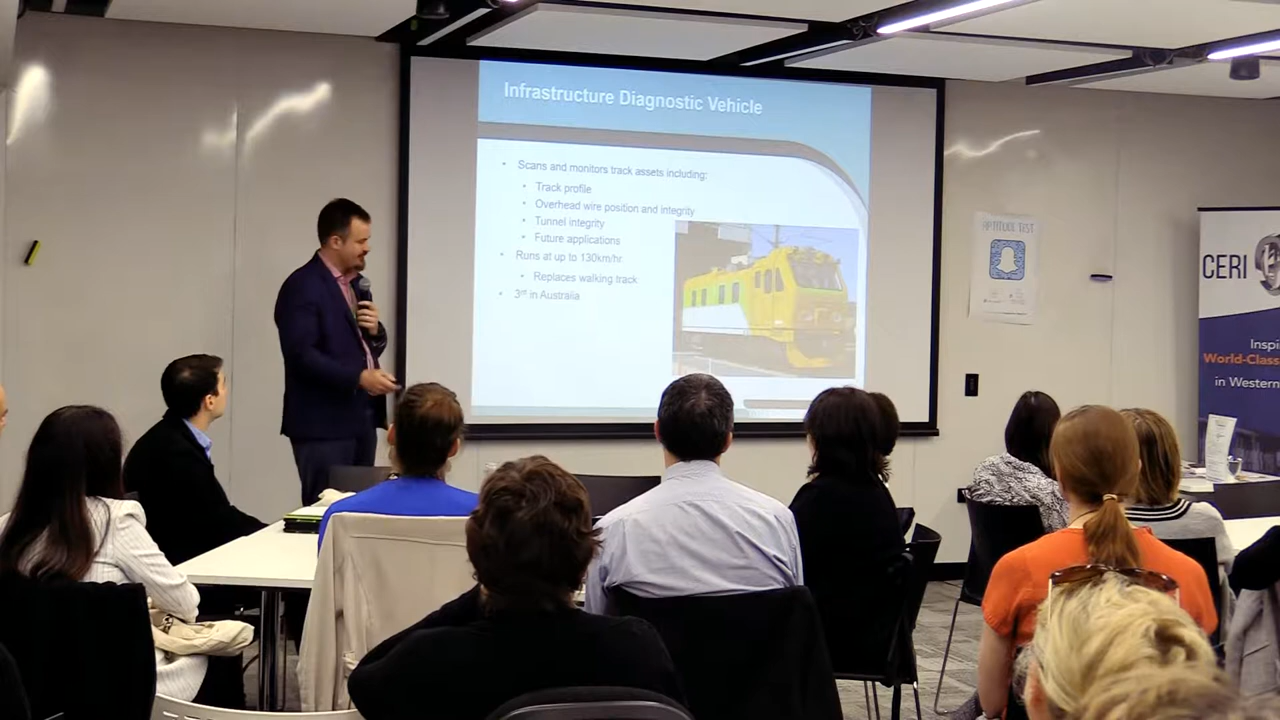 Infrastructure Diagnostic Vehicle
• Scans and monitors track assets including:
• Track profile
• Overhead wire position and integrity
• Tunnel integrity
• Future applications
• Runs at up to 130km/hr
• Replaces walking track
• 3rd in Australia
APTITUDE TEST
CERI
Inspi
World-Class
in Western